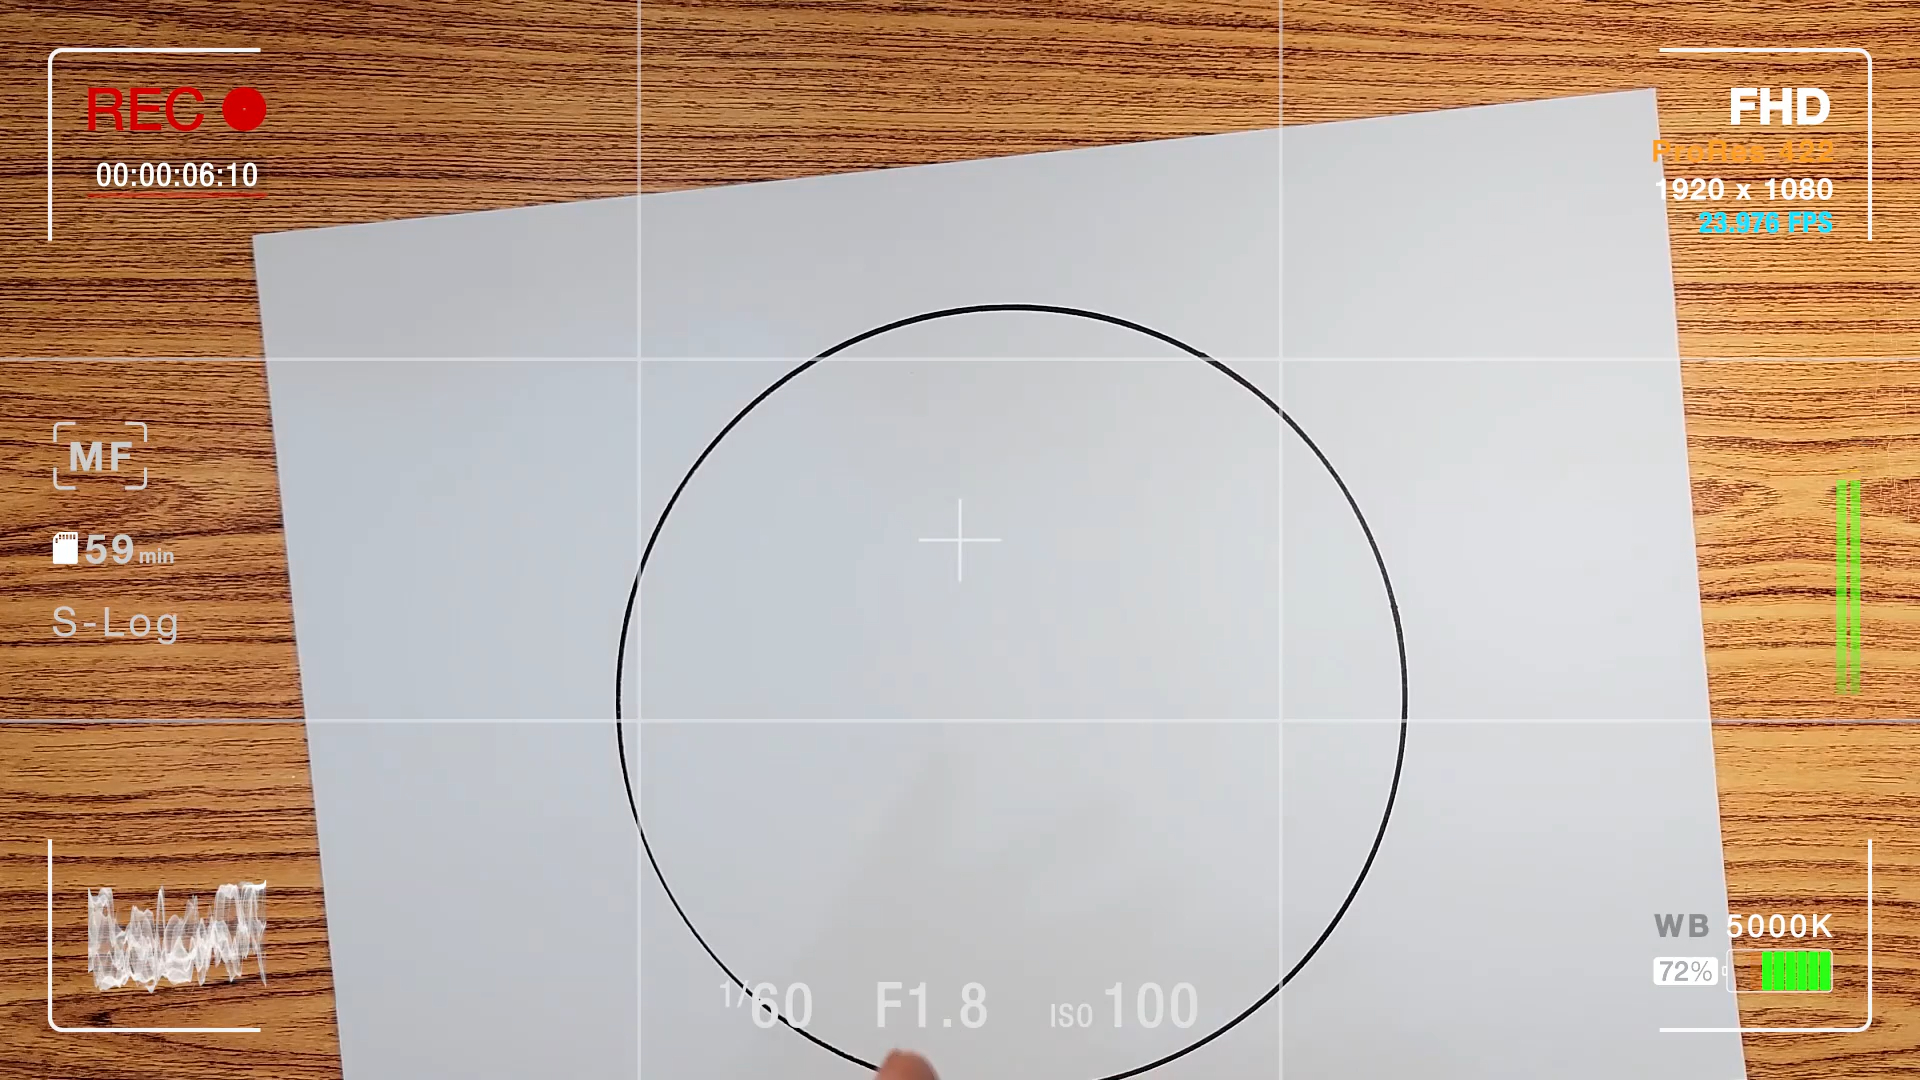 REC
00:00:06:10
FHD
ProRes 422
1920 x 1080
23.976 FPS
MF
59 min
S-Log
WB 5000K
72%
1/60 F1.8 ISO 100